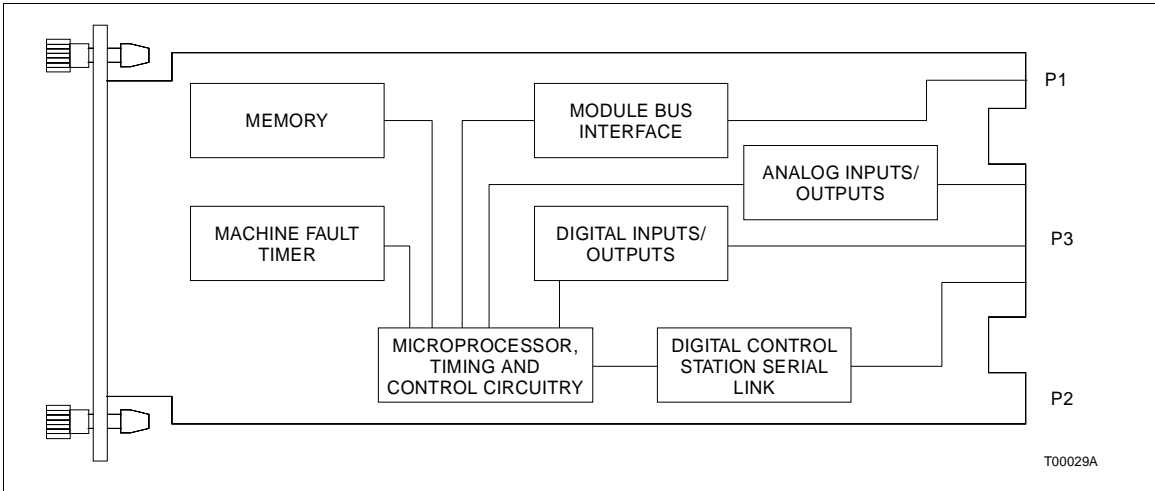 MEMORY
MODULE BUS
INTERFACE
P1
ANALOG INPUTS/
OUTPUTS
MACHINE FAULT
TIMER
DIGITAL INPUTS/
OUTPUTS
P3
MICROPROCESSOR,
TIMING AND
CONTROL CIRCUITRY
DIGITAL CONTROL
STATION SERIAL
LINK
P2
T00029A